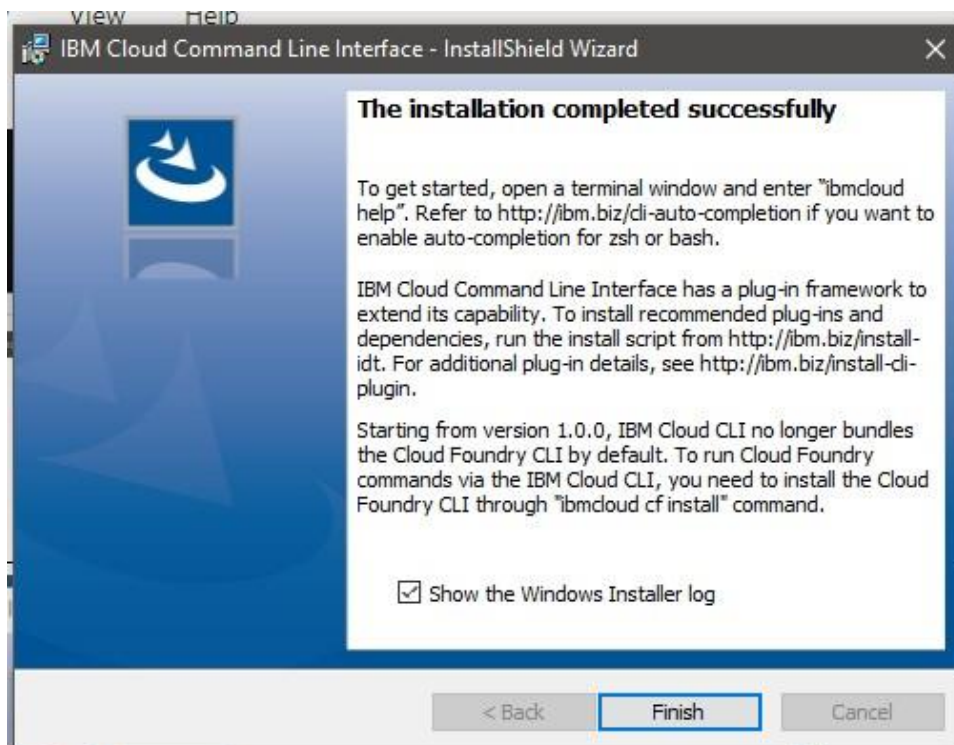 View Help
IBM Cloud Command Line Interface - InstallShield Wizard
The installation completed successfully
To get started, open a terminal window and enter "ibmcloud
help". Refer to http://ibm.biz/cli-auto-completion if you want to
enable auto-completion for zsh or bash.
IBM Cloud Command Line Interface has a plug-in framework to
extend its capability. To install recommended plug-ins and
dependencies, run the install script from http://ibm.biz/install-
idt. For additional plug-in details, see http://ibm.biz/install-cli-
plugin.
Starting from version 1.0.0, IBM Cloud CLI no longer bundles
the Cloud Foundry CLI by default. To run Cloud Foundry
commands via the IBM Cloud CLI, you need to install the Cloud
Foundry CLI through "ibmcloud cf install" command.
Show the Windows Installer log
< Back Finish Cancel